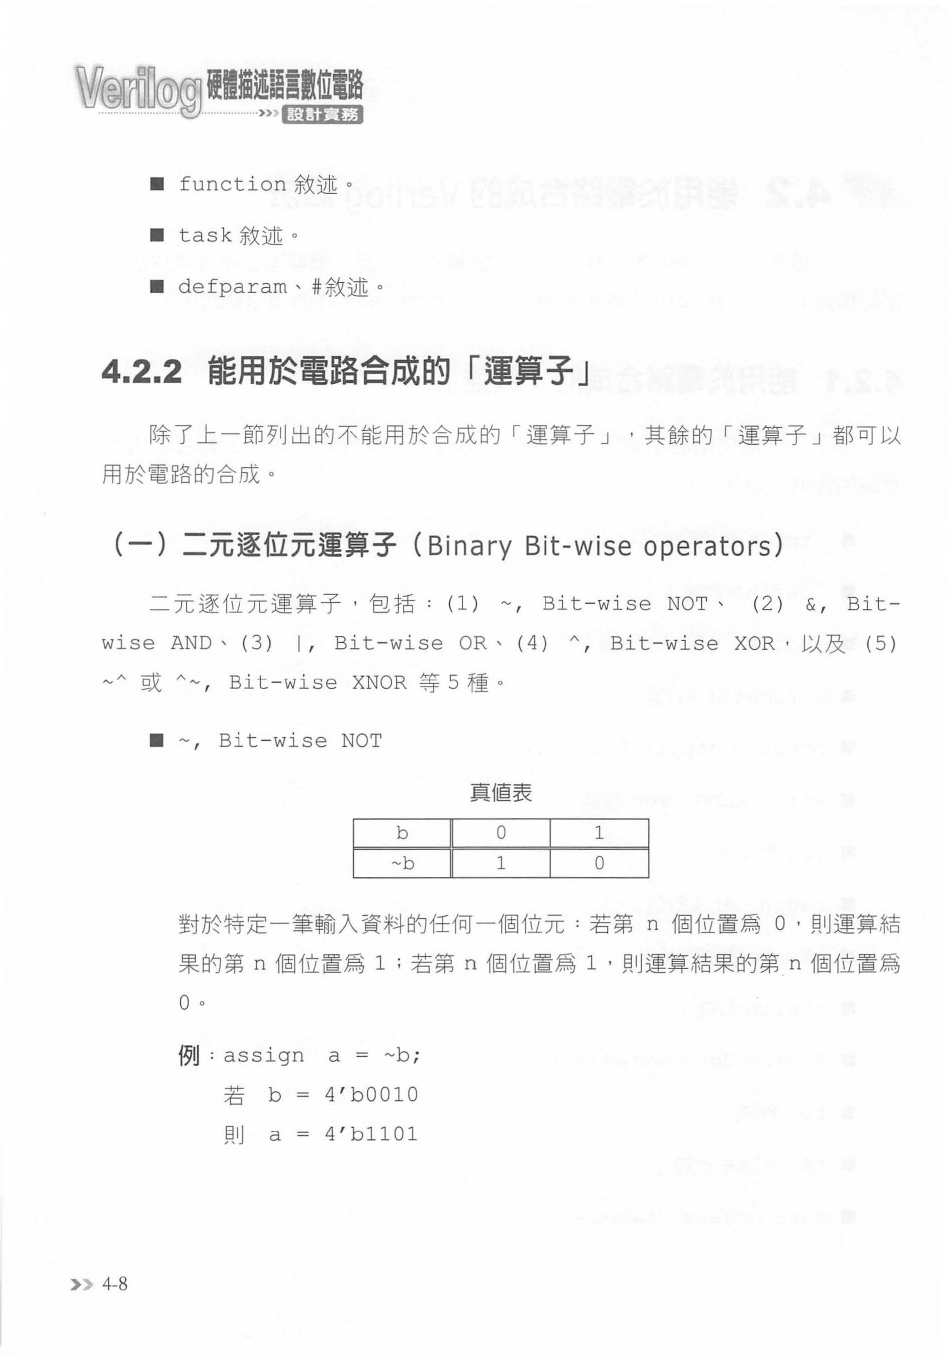 Verilog 硬體描述語言數位電路
設計實務
■ function 敘述。
■ task 敘述。
■ defparam、#敘述。
4.2.2 能用於電路合成的「運算子」
除了上一節列出的不能用於合成的「運算子」，其餘的「運算子」都可以
用於電路的合成。
(一) 二元逐位元運算子 (Binary Bit-wise operators)
二元逐位元運算子，包括：(1) ~, Bit-wise NOT、 (2) &, Bit-
wise AND、(3) |, Bit-wise OR、(4) ^, Bit-wise XOR，以及 (5)
~^ 或 ^~, Bit-wise XNOR 等 5 種。
■ ~, Bit-wise NOT
真值表
b 0 1
~b 1 0
對於特定一筆輸入資料的任何一個位元：若第 n 個位置為 0，則運算結
果的第 n 個位置為 1；若第 n 個位置為 1，則運算結果的第 n 個位置為
0。
例：assign a = ~b;
若 b = 4'b0010
則 a = 4'b1101
4-8